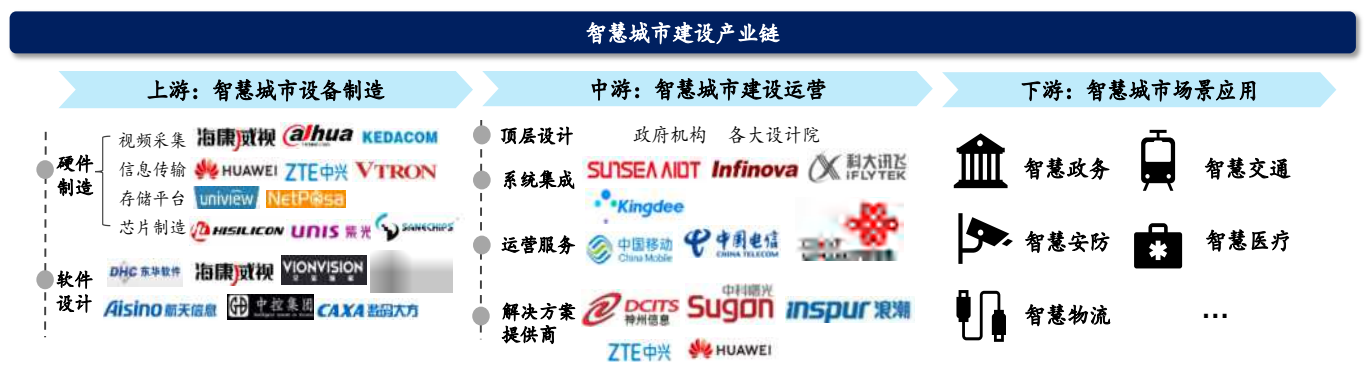 智慧城市建设产业链
上游：智慧城市设备制造
硬件
制造
视频采集 海康威视 alhua KEDACOM
信息传输 HUAWEI ZTE中兴 VTRON
存储平台 uniview NetPosa
芯片制造 HISILICON UNIS 紫光 SANECHIPS
软件
设计
DHC 东华软件 海康威视 VIONVISION
Aisino 航天信息 中控集团 CAXA 数码大方
中游：智慧城市建设运营
顶层设计 政府机构 各大设计院
系统集成 SUNSEA AIOT Infinova 科大讯飞
iFLYTEK
Kingdee
运营服务 中国移动 中国电信
China Mobile CHINA TELECOM
解决方案
提供商
DCITS
神州信息
中科曙光
Sugon
inspur 浪潮
ZTE中兴 HUAWEI
下游：智慧城市场景应用
智慧政务 智慧交通
智慧安防 智慧医疗
智慧物流 …